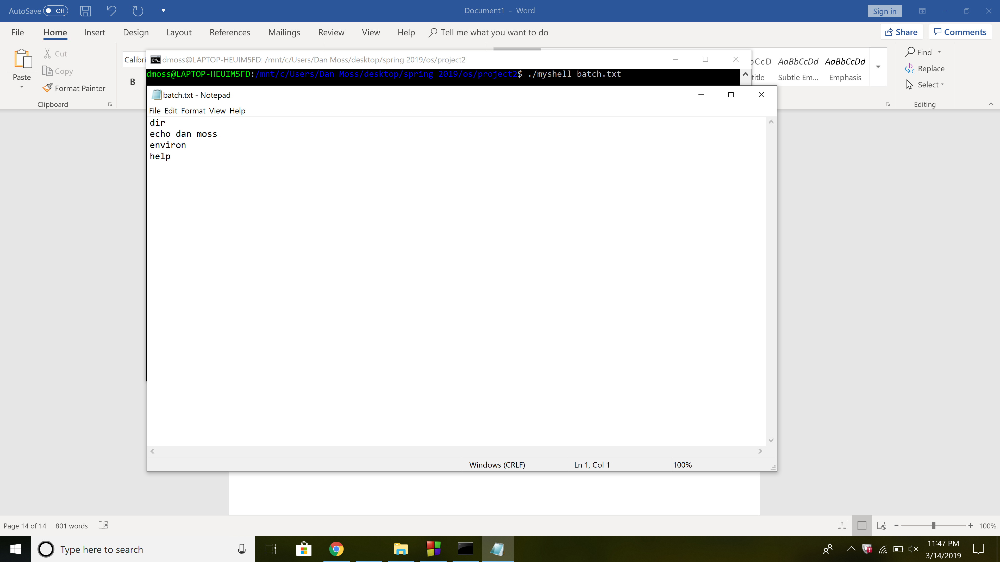 AutoSave Off
Document1 - Word
Sign in
File Home Insert Design Layout References Mailings Review View Help Tell me what you want to do
Share Comments
Paste
Cut
Copy
Format Painter
Clipboard
Calibri
B
dmoss@LAPTOP-HEUIM5FD: /mnt/c/Users/Dan Moss/desktop/spring 2019/os/project2
dmoss@LAPTOP-HEUIM5FD:/mnt/c/Users/Dan Moss/desktop/spring 2019/os/project2$ ./myshell batch.txt
AaBbCcDd AaBbCcDd
Subtle Em... Emphasis
Find
Replace
Select
Editing
batch.txt - Notepad
File Edit Format View Help
dir
echo dan moss
environ
help
Windows (CRLF) Ln 1, Col 1 100%
Page 14 of 14 801 words
100%
Type here to search
11:47 PM
3/14/2019